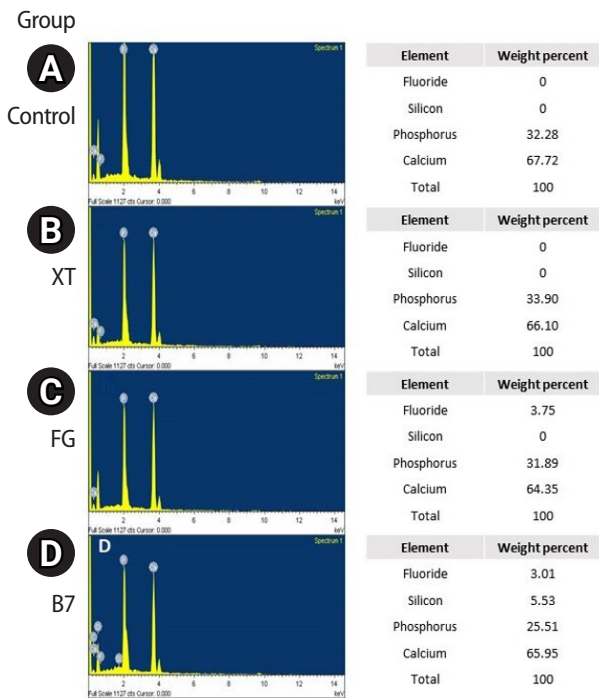 Group
A
Control
Spectrum 1
2 4 6 8 10 12 14
Full Scale 1127 cts Cursor: 0.000 keV
Element Weight percent
Fluoride 0
Silicon 0
Phosphorus 32.28
Calcium 67.72
Total 100
B
XT
Spectrum 1
2 4 6 8 10 12 14
Full Scale 1127 cts Cursor: 0.000 keV
Element Weight percent
Fluoride 0
Silicon 0
Phosphorus 33.90
Calcium 66.10
Total 100
C
FG
Spectrum 1
2 4 6 8 10 12 14
Full Scale 1127 cts Cursor: 0.000 keV
Element Weight percent
Fluoride 3.75
Silicon 0
Phosphorus 31.89
Calcium 64.35
Total 100
D
B7
D
Spectrum 1
2 4 6 8 10 12 14
Full Scale 1127 cts Cursor: 0.000 keV
Element Weight percent
Fluoride 3.01
Silicon 5.53
Phosphorus 25.51
Calcium 65.95
Total 100